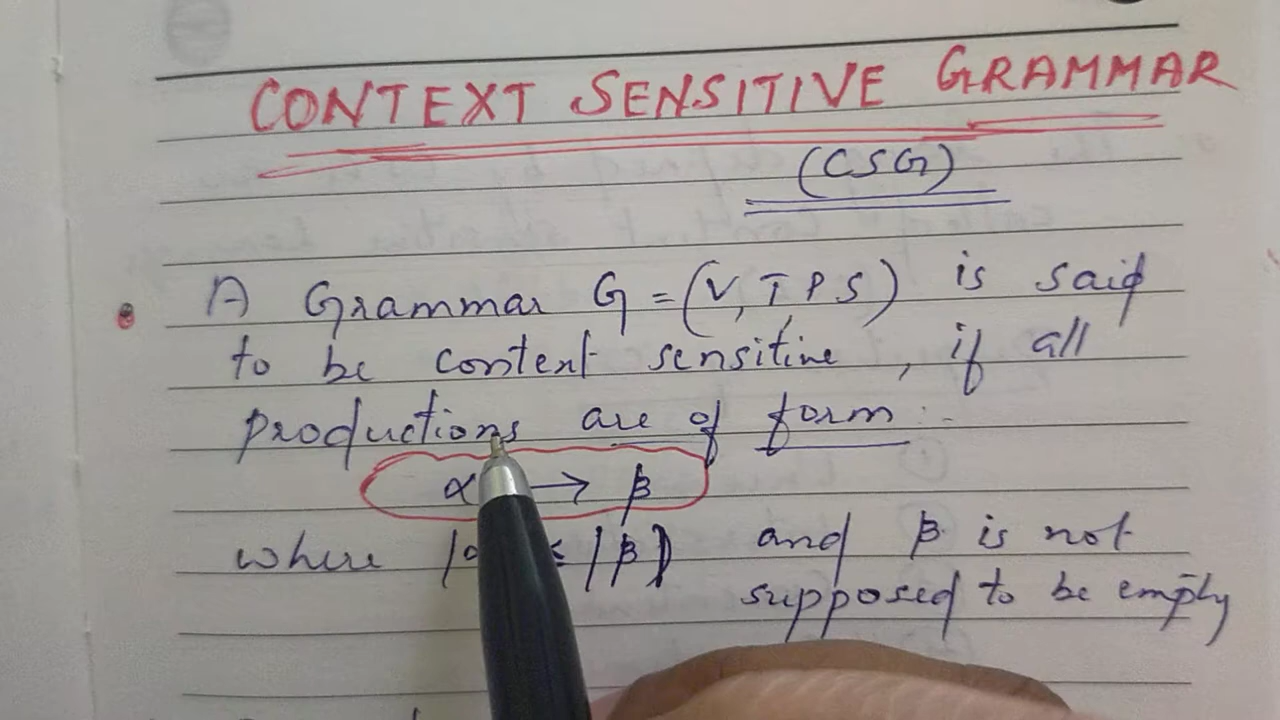 CONTEXT SENSITIVE GRAMMAR
(CSG)
A Grammar G = (V, T, P, S) is said
to be context sensitive, if all
productions are of form :-
α → β
where |α ≤ |β| and β is not
supposed to be empty